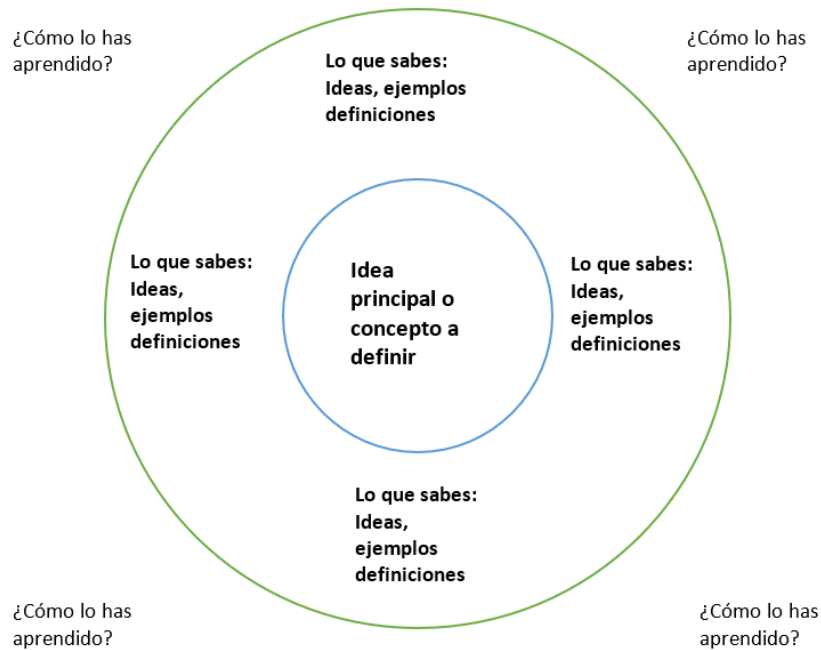 ¿Cómo lo has
aprendido?
¿Cómo lo has
aprendido?
Lo que sabes:
Ideas, ejemplos
definiciones
Lo que sabes:
Ideas,
ejemplos
definiciones
Idea
principal o
concepto a
definir
Lo que sabes:
Ideas,
ejemplos
definiciones
Lo que sabes:
Ideas,
ejemplos
definiciones
¿Cómo lo has
aprendido?
¿Cómo lo has
aprendido?